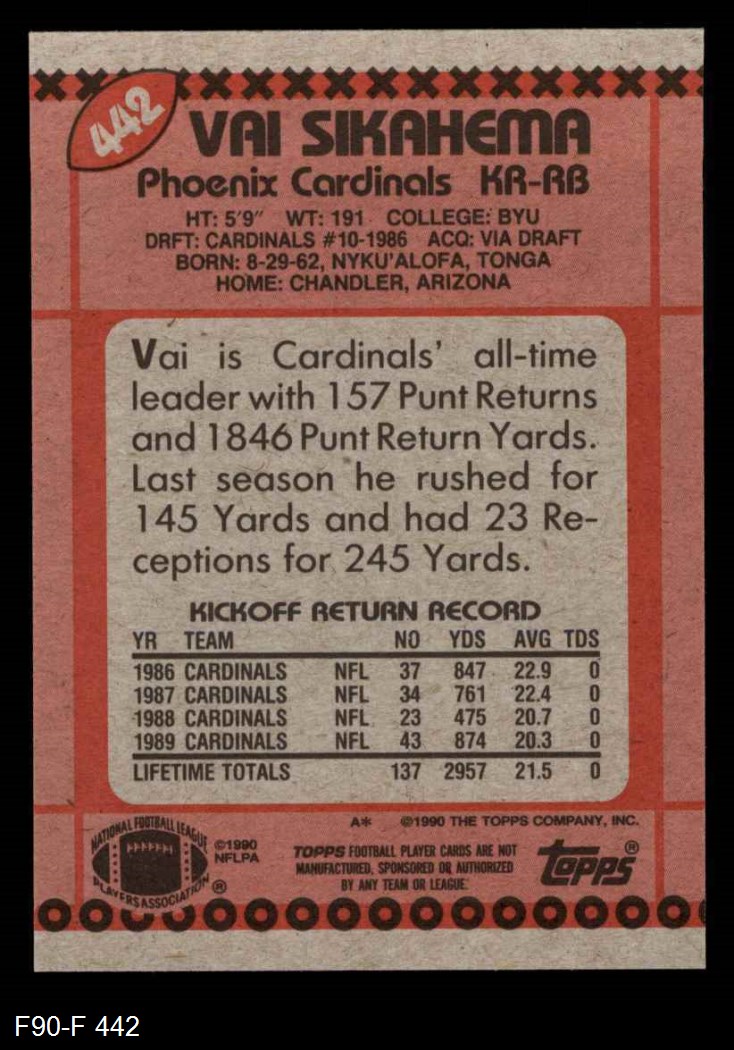 442
VAI SIKAHEMA
Phoenix Cardinals KR-RB
HT: 5'9" WT: 191 COLLEGE: BYU
DRFT: CARDINALS #10-1986 ACQ: VIA DRAFT
BORN: 8-29-62, NYKU'ALOFA, TONGA
HOME: CHANDLER, ARIZONA
Vai is Cardinals' all-time
leader with 157 Punt Returns
and 1846 Punt Return Yards.
Last season he rushed for
145 Yards and had 23 Re-
ceptions for 245 Yards.
KICKOFF RETURN RECORD
YR TEAM NO YDS AVG TDS
1986 CARDINALS NFL 37 847 22.9 0
1987 CARDINALS NFL 34 761 22.4 0
1988 CARDINALS NFL 23 475 20.7 0
1989 CARDINALS NFL 43 874 20.3 0
LIFETIME TOTALS 137 2957 21.5 0
A* ©1990 THE TOPPS COMPANY, INC.
NATIONAL FOOTBALL LEAGUE
PLAYERS ASSOCIATION ®
©1990
NFLPA
TOPPS FOOTBALL PLAYER CARDS ARE NOT
MANUFACTURED, SPONSORED OR AUTHORIZED
BY ANY TEAM OR LEAGUE.
Topps®
F90-F 442